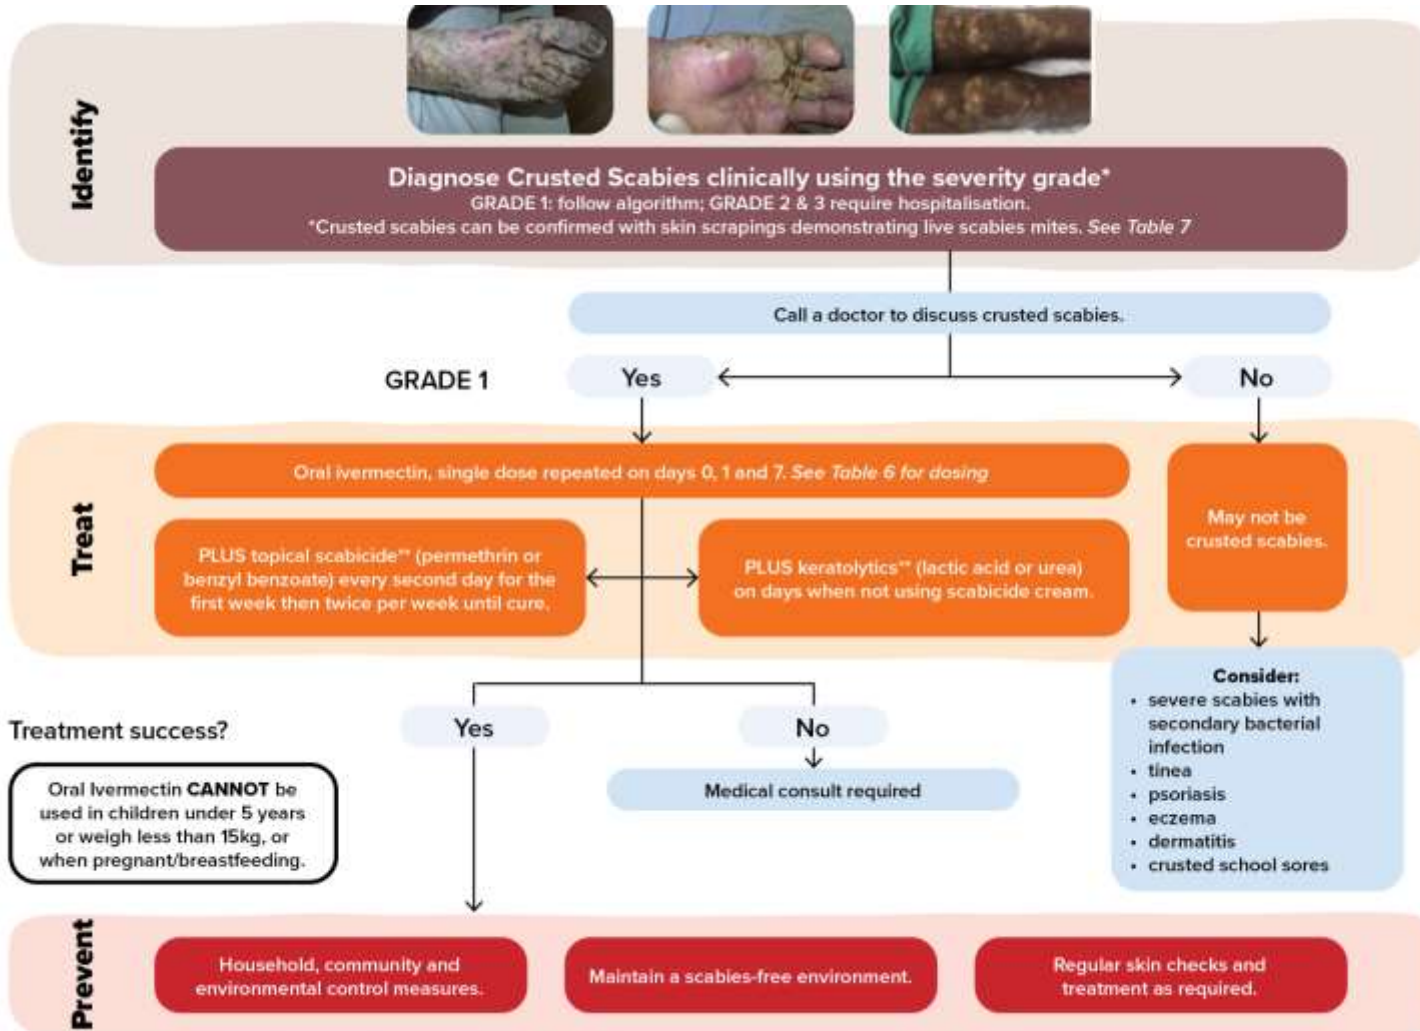 Identify
Diagnose Crusted Scabies clinically using the severity grade*
GRADE 1: follow algorithm; GRADE 2 & 3 require hospitalisation.
*Crusted scabies can be confirmed with skin scrapings demonstrating live scabies mites. See Table 7
Call a doctor to discuss crusted scabies.
GRADE 1
Yes
No
Treat
Oral ivermectin, single dose repeated on days 0, 1 and 7. See Table 6 for dosing
PLUS topical scabicide** (permethrin or
benzyl benzoate) every second day for the
first week then twice per week until cure.
PLUS keratolytics** (lactic acid or urea)
on days when not using scabicide cream.
May not be
crusted scabies.
Consider:
• severe scabies with
secondary bacterial
infection
• tinea
• psoriasis
• eczema
• dermatitis
• crusted school sores
Treatment success?
Yes
No
Medical consult required
Oral Ivermectin CANNOT be
used in children under 5 years
or weigh less than 15kg, or
when pregnant/breastfeeding.
Prevent
Household, community and
environmental control measures.
Maintain a scabies-free environment.
Regular skin checks and
treatment as required.